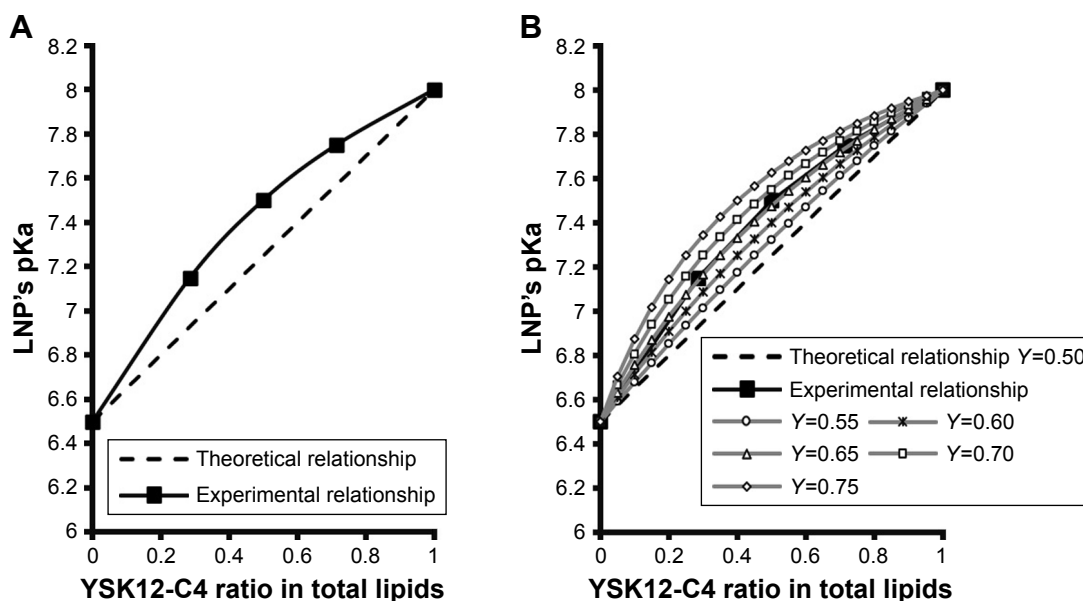 A
LNP's pKa
8.2
8
7.8
7.6
7.4
7.2
7
6.8
6.6
6.4
6.2
6
0
0.2
0.4
0.6
0.8
1
Theoretical relationship
Experimental relationship
YSK12-C4 ratio in total lipids
B
LNP's pKa
8.2
8
7.8
7.6
7.4
7.2
7
6.8
6.6
6.4
6.2
6
0
0.2
0.4
0.6
0.8
1
Theoretical relationship Y=0.50
Experimental relationship
Y=0.55 Y=0.60
Y=0.65 Y=0.70
Y=0.75
YSK12-C4 ratio in total lipids